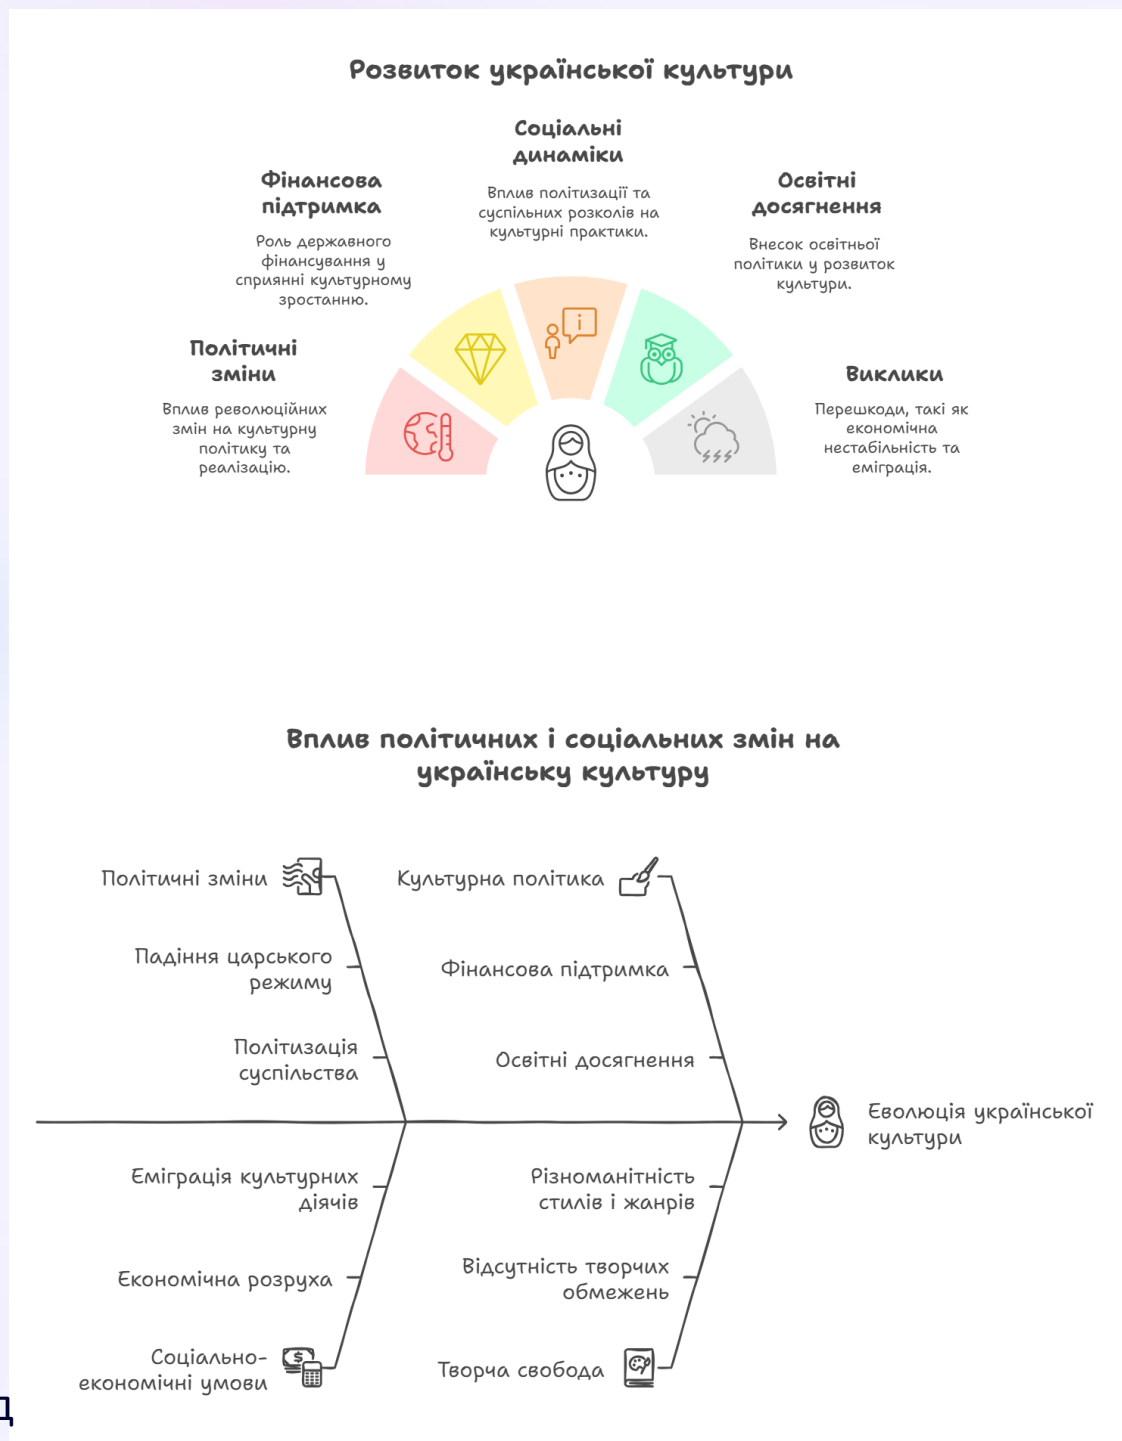 Розвиток української культури
Соціальні
динаміки
Вплив політизації та
суспільних розколів на
культурні практики.
Фінансова
підтримка
Роль державного
фінансування у
сприянні культурному
зростанню.
Освітні
досягнення
Внесок освітньої
політики у розвиток
культури.
Політичні
зміни
Вплив революційних
змін на культурну
політику та
реалізацію.
Виклики
Перешкоди, такі як
економічна
нестабільність та
еміграція.
Вплив політичних і соціальних змін на
українську культуру
Політичні зміни
Культурна політика
Падіння царського
режиму
Фінансова підтримка
Політизація
суспільства
Освітні досягнення
Еволюція української
культури
Еміграція культурних
діячів
Різноманітність
стилів і жанрів
Економічна розруха
Відсутність творчих
обмежень
Соціально-
економічні умови
Творча свобода